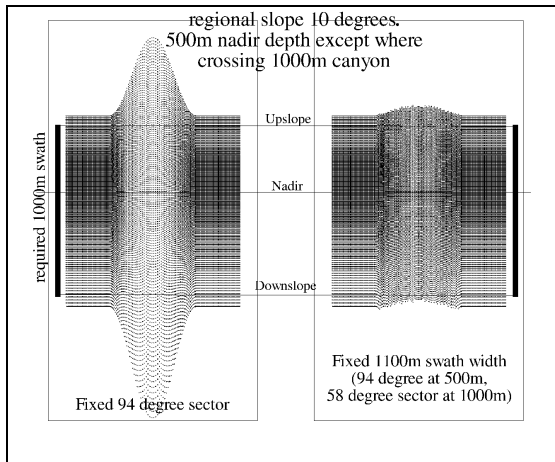 regional slope 10 degrees.
500m nadir depth except where
crossing 1000m canyon
required 1000m swath
Upslope
Nadir
Downslope
Fixed 94 degree sector
Fixed 1100m swath width
(94 degree at 500m,
58 degree sector at 1000m)